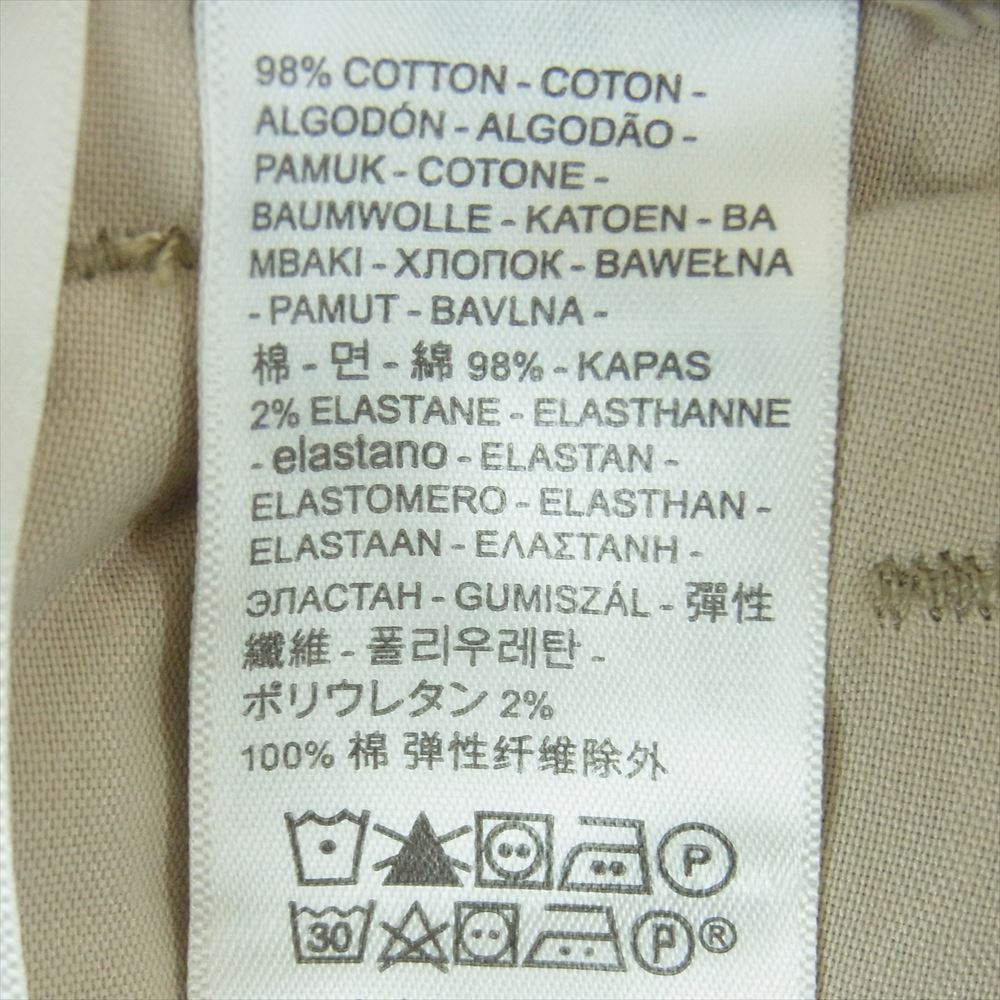 98% COTTON - COTON -
ALGODÓN - ALGODÃO -
PAMUK - COTONE -
BAUMWOLLE - KATOEN - BA
MBAKI - ХЛОПОК - BAWEŁNA
- PAMUT - BAVLNA -
棉 - 면 - 綿 98% - KAPAS
2% ELASTANE - ELASTHANNE
- elastano - ELASTAN -
ELASTOMERO - ELASTHAN -
ELASTAAN - ΕΛΑΣΤΑΝΗ -
ЭЛАСТАН - GUMISZÁL - 彈性
纖維 - 폴리우레탄 -
ポリウレタン 2%
100% 棉 弹性纤维除外
P
30 P ®